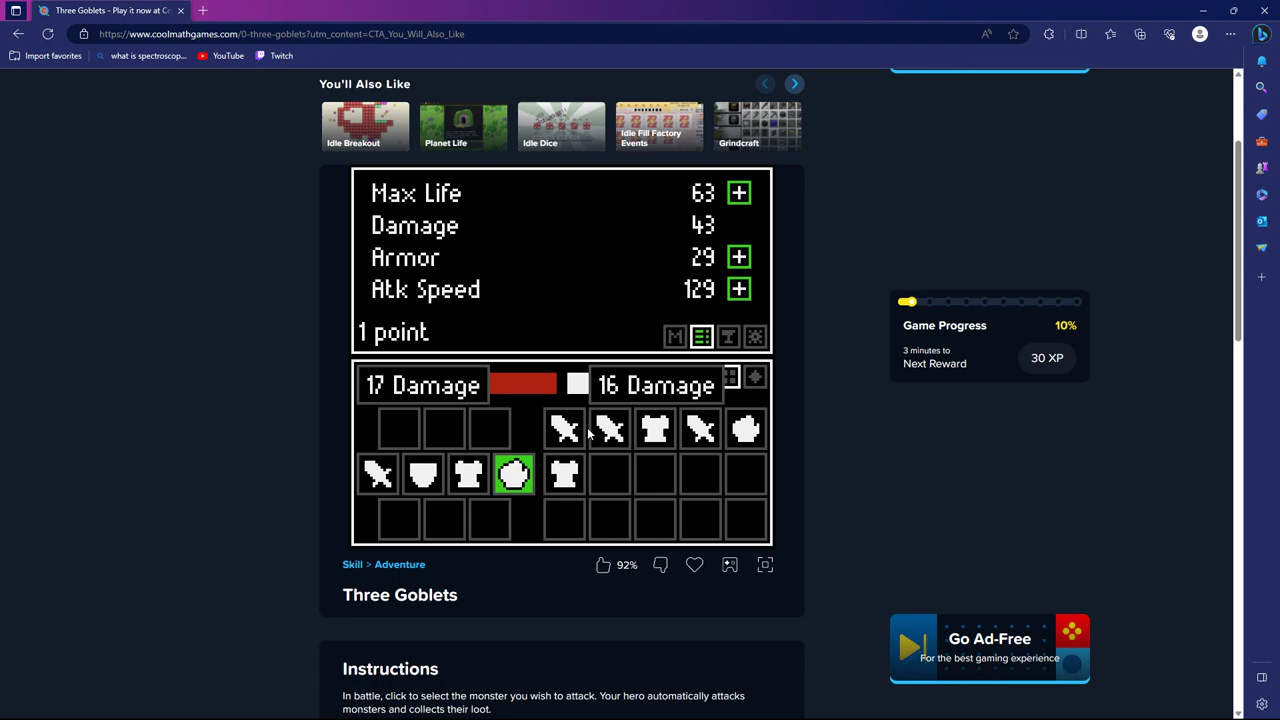 Three Goblets - Play it now at Co
https://www.coolmathgames.com/0-three-goblets?utm_content=CTA_You_Will_Also_Like
Import favorites
what is spectroscop...
YouTube
Twitch
You'll Also Like
Idle Breakout
Planet Life
Idle Dice
Idle Fill Factory
Events
Grindcraft
Max Life 63 +
Damage 43
Armor 29 +
Atk Speed 129 +
1 point
17 Damage
16 Damage
92%
Skill > Adventure
Three Goblets
Instructions
In battle, click to select the monster you wish to attack. Your hero automatically attacks
monsters and collects their loot.
Game Progress 10%
3 minutes to
Next Reward
30 XP
Go Ad-Free
For the best gaming experience